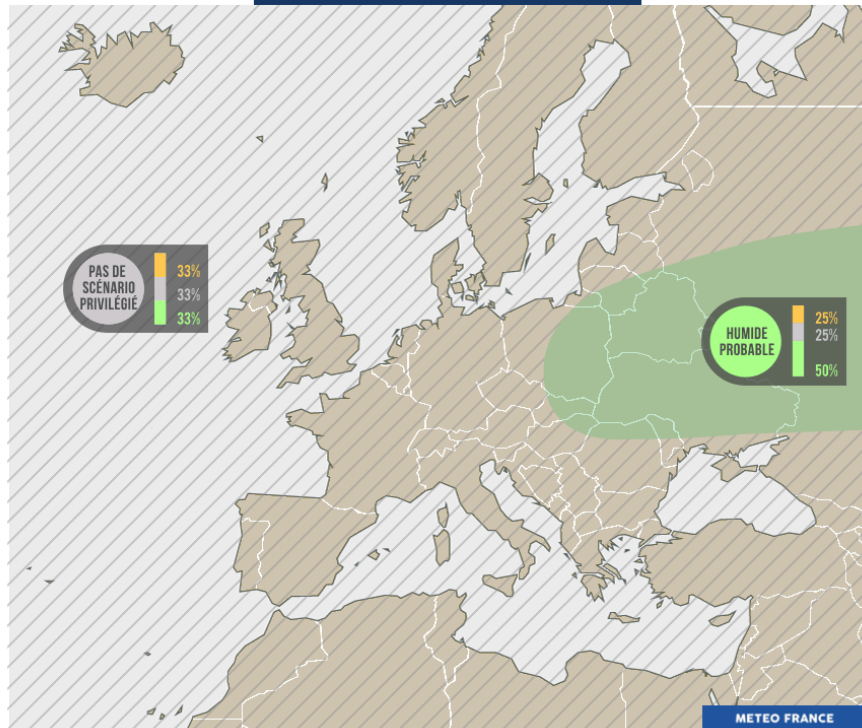 PAS DE
SCÉNARIO
PRIVILÉGIÉ
33%
33%
33%
HUMIDE
PROBABLE
25%
25%
50%
METEO FRANCE